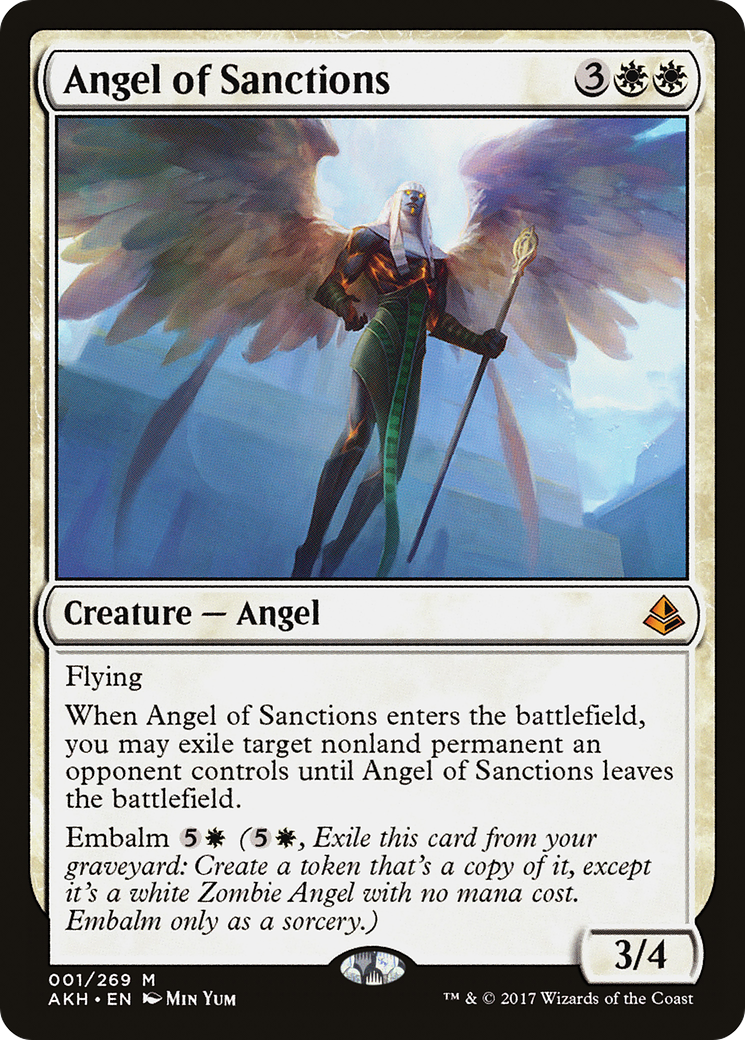 Angel of Sanctions 3
Creature — Angel
Flying
When Angel of Sanctions enters the battlefield,
you may exile target nonland permanent an
opponent controls until Angel of Sanctions leaves
the battlefield.
Embalm 5 (5, Exile this card from your
graveyard: Create a token that's a copy of it, except
it's a white Zombie Angel with no mana cost.
Embalm only as a sorcery.)
3/4
001/269 M
AKH • EN Min Yum
™ & © 2017 Wizards of the Coast